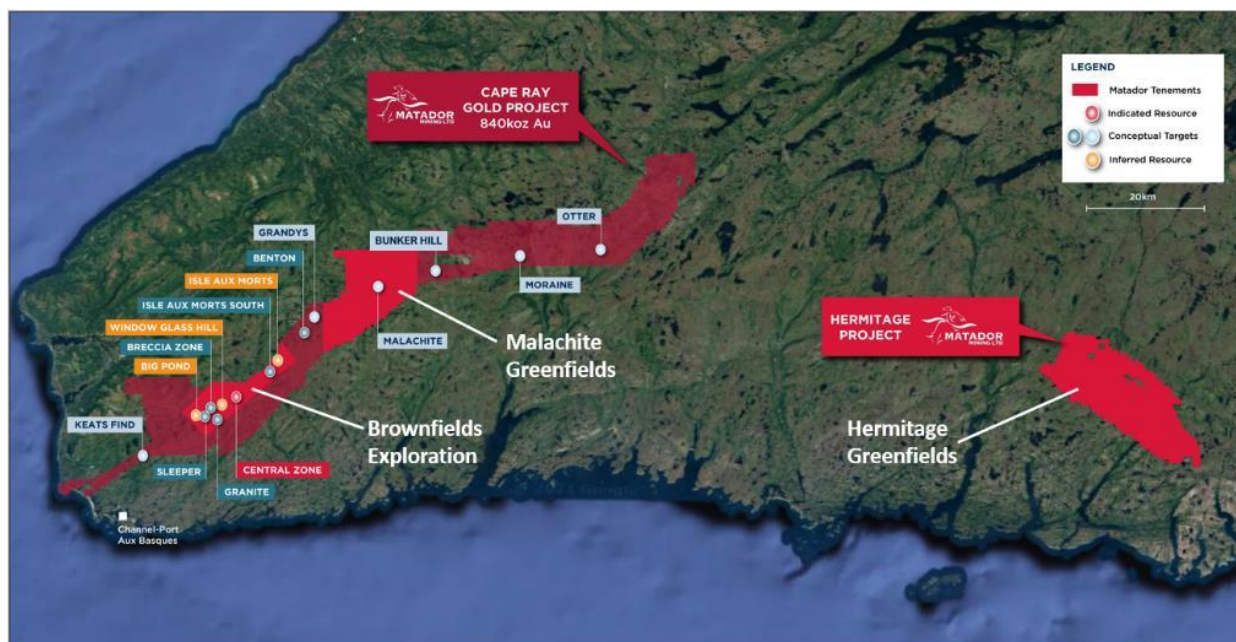 CAPE RAY
GOLD PROJECT
840koz Au
MATADOR
MINING LTD
LEGEND
Matador Tenements
Indicated Resource
Conceptual Targets
Inferred Resource
20km
OTTER
GRANDYS
BUNKER HILL
BENTON
MORAINE
ISLE AUX MORTS
ISLE AUX MORTS SOUTH
WINDOW GLASS HILL
BRECCIA ZONE
BIG POND
MALACHITE
Malachite
Greenfields
HERMITAGE
PROJECT
MATADOR
MINING LTD
KEATS FIND
Brownfields
Exploration
Hermitage
Greenfields
SLEEPER
CENTRAL ZONE
GRANITE
Channel-Port
Aux Basques